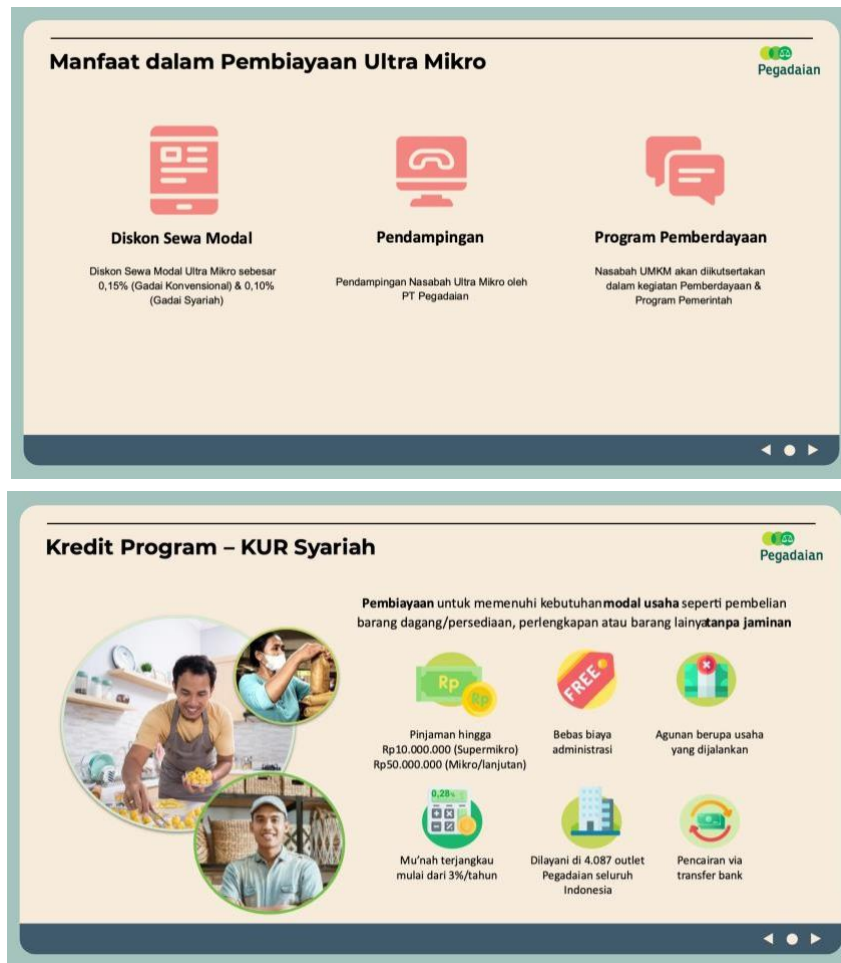 Manfaat dalam Pembiayaan Ultra Mikro
Pegadaian
Diskon Sewa Modal
Diskon Sewa Modal Ultra Mikro sebesar
0,15% (Gadai Konvensional) & 0,10%
(Gadai Syariah)
Pendampingan
Pendampingan Nasabah Ultra Mikro oleh
PT Pegadaian
Program Pemberdayaan
Nasabah UMKM akan diikutsertakan
dalam kegiatan Pemberdayaan &
Program Pemerintah
Kredit Program – KUR Syariah
Pegadaian
Pembiayaan untuk memenuhi kebutuhan modal usaha seperti pembelian
barang dagang/persediaan, perlengkapan atau barang lainya tanpa jaminan
Rp
Rp
Pinjaman hingga
Rp10.000.000 (Supermikro)
Rp50.000.000 (Mikro/lanjutan)
FREE
Bebas biaya
administrasi
Agunan berupa usaha
yang dijalankan
0,28%
Mu'nah terjangkau
mulai dari 3%/tahun
Dilayani di 4.087 outlet
Pegadaian seluruh
Indonesia
Pencairan via
transfer bank